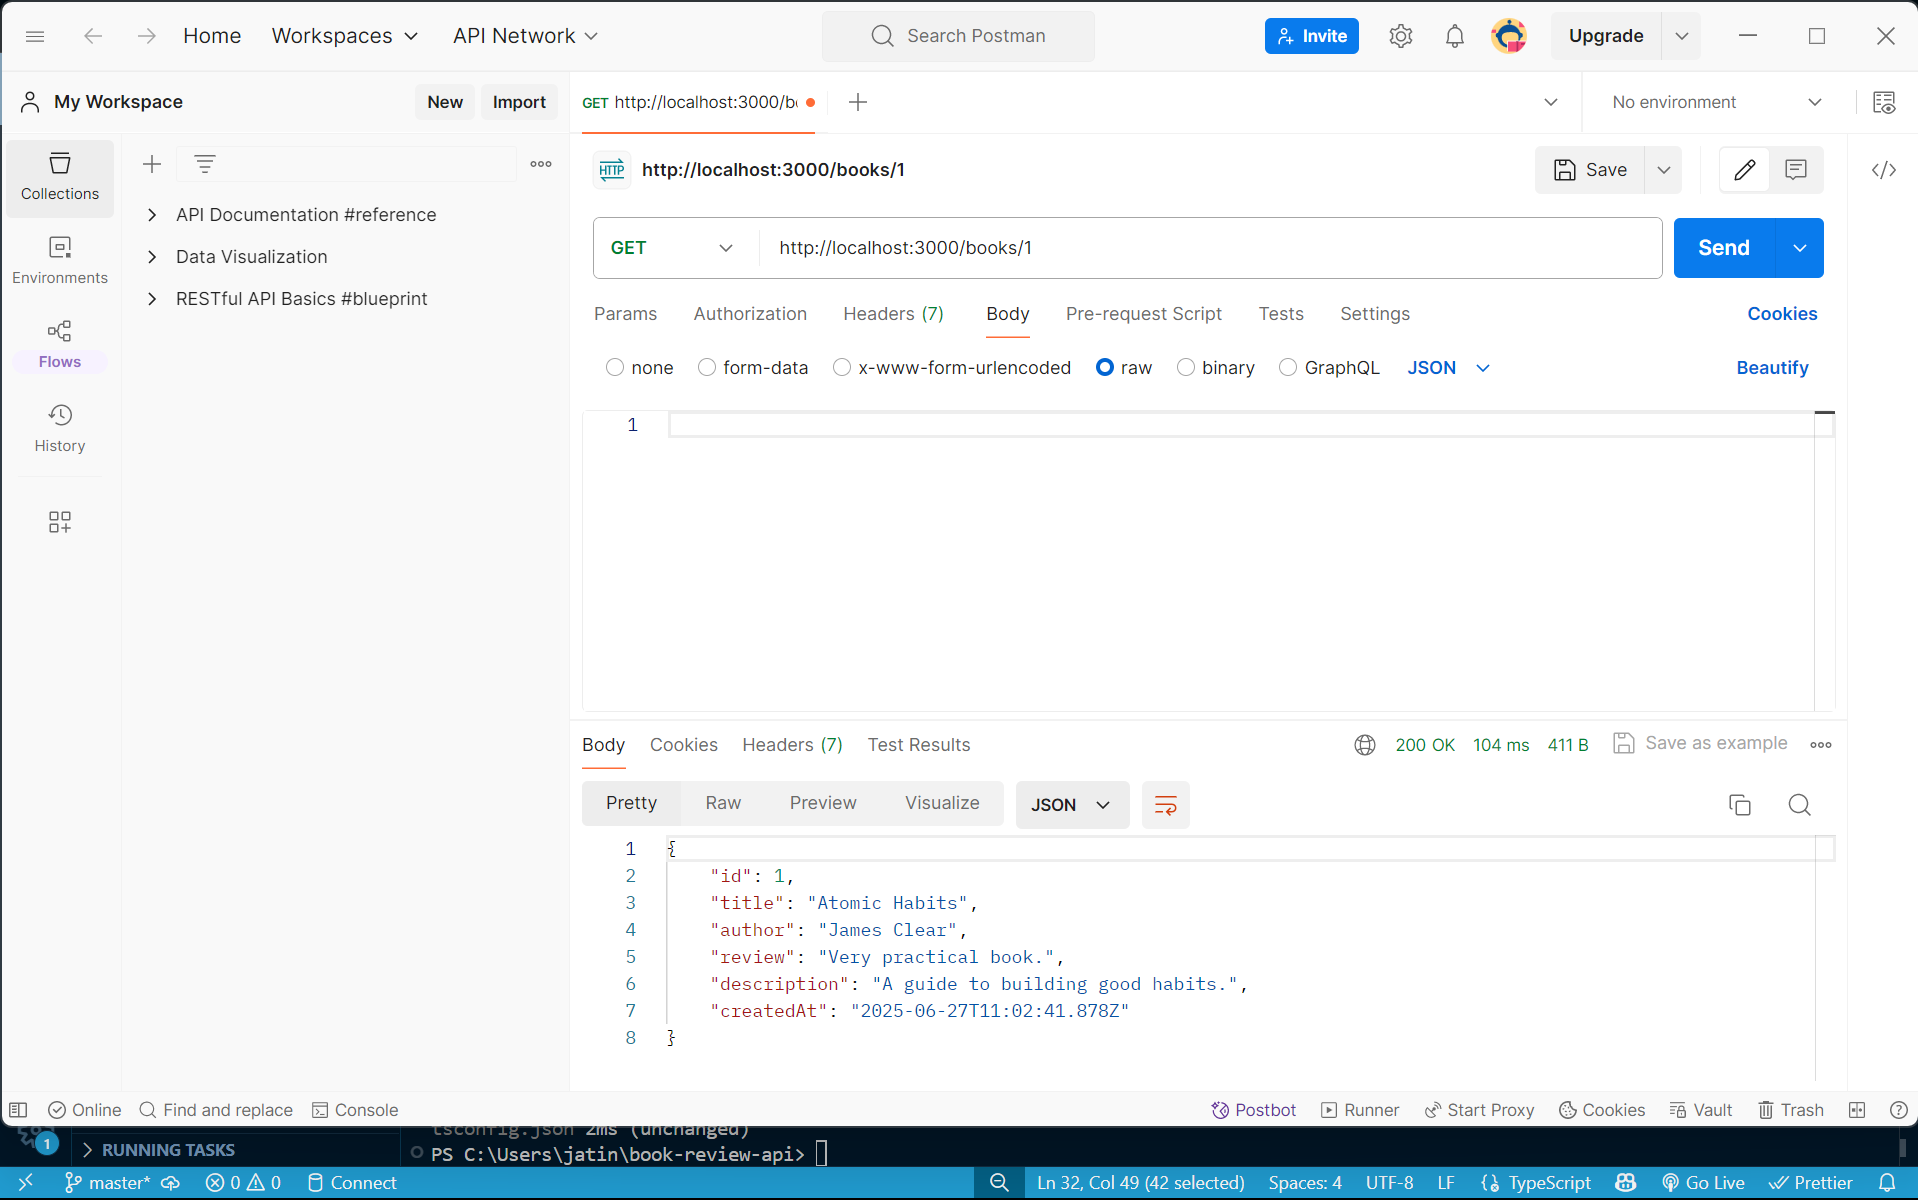 Home Workspaces API Network Search Postman Invite Upgrade
My Workspace New Import GET http://localhost:3000/b No environment
Collections
Environments
Flows
History
API Documentation #reference
Data Visualization
RESTful API Basics #blueprint
HTTP http://localhost:3000/books/1 Save
GET http://localhost:3000/books/1 Send
Params Authorization Headers (7) Body Pre-request Script Tests Settings Cookies
none form-data x-www-form-urlencoded raw binary GraphQL JSON Beautify
1
Body Cookies Headers (7) Test Results 200 OK 104 ms 411 B Save as example
Pretty Raw Preview Visualize JSON
1 {
2 "id": 1,
3 "title": "Atomic Habits",
4 "author": "James Clear",
5 "review": "Very practical book.",
6 "description": "A guide to building good habits.",
7 "createdAt": "2025-06-27T11:02:41.878Z"
8 }
Online Find and replace Console Postbot Runner Start Proxy Cookies Vault Trash
tsconfig.json 2ms (unchanged)
1 RUNNING TASKS PS C:\Users\jatin\book-review-api>
master* 0 0 Connect Ln 32, Col 49 (42 selected) Spaces: 4 UTF-8 LF TypeScript Go Live Prettier